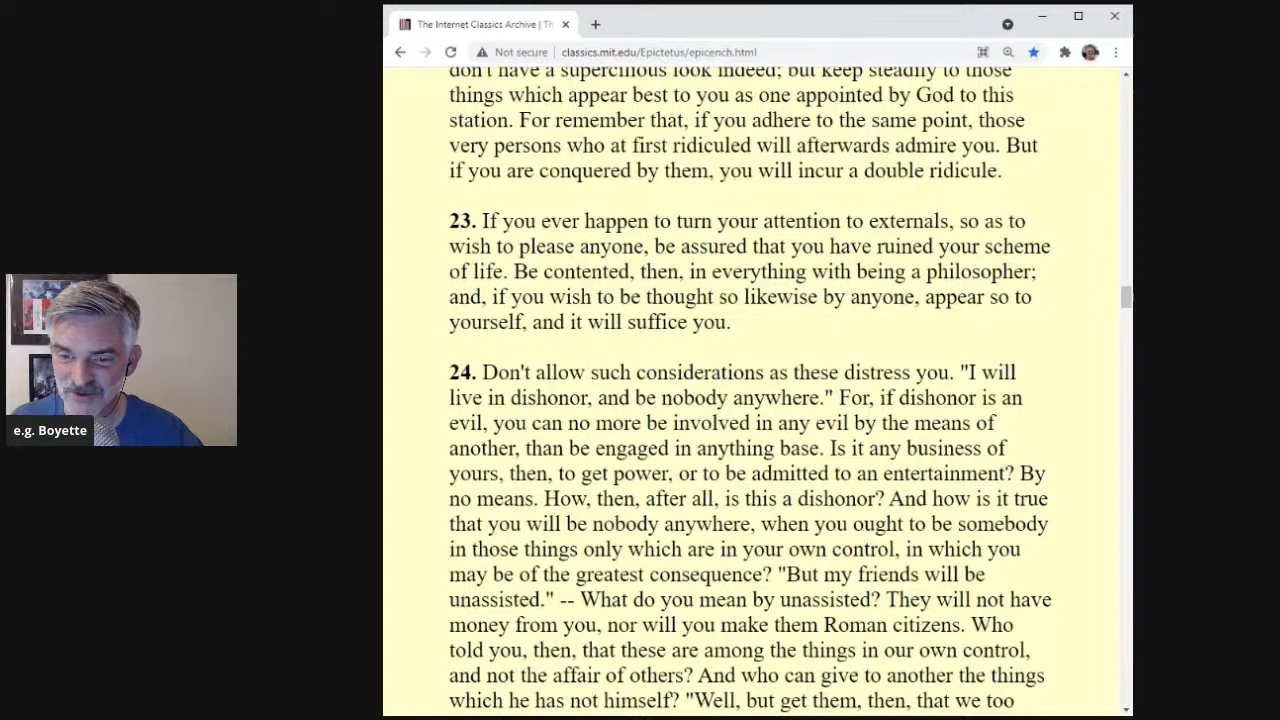 The Internet Classics Archive | Th
Not secure
classics.mit.edu/Epictetus/epicench.html
don't have a supercilious look indeed; but keep steadily to those
things which appear best to you as one appointed by God to this
station. For remember that, if you adhere to the same point, those
very persons who at first ridiculed will afterwards admire you. But
if you are conquered by them, you will incur a double ridicule.
23. If you ever happen to turn your attention to externals, so as to
wish to please anyone, be assured that you have ruined your scheme
of life. Be contented, then, in everything with being a philosopher;
and, if you wish to be thought so likewise by anyone, appear so to
yourself, and it will suffice you.
24. Don't allow such considerations as these distress you. "I will
live in dishonor, and be nobody anywhere." For, if dishonor is an
evil, you can no more be involved in any evil by the means of
another, than be engaged in anything base. Is it any business of
yours, then, to get power, or to be admitted to an entertainment? By
no means. How, then, after all, is this a dishonor? And how is it true
that you will be nobody anywhere, when you ought to be somebody
in those things only which are in your own control, in which you
may be of the greatest consequence? "But my friends will be
unassisted." -- What do you mean by unassisted? They will not have
money from you, nor will you make them Roman citizens. Who
told you, then, that these are among the things in our own control,
and not the affair of others? And who can give to another the things
which he has not himself? "Well, but get them, then, that we too
e.g. Boyette